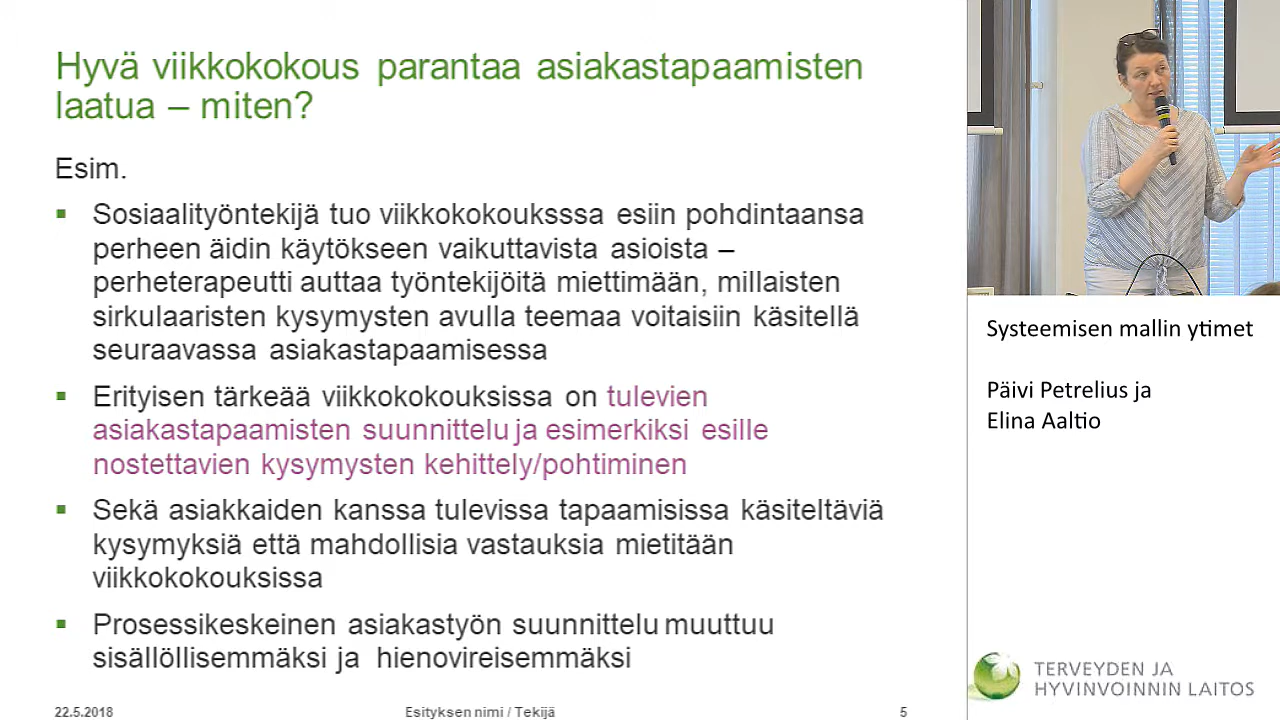 Hyvä viikkokokous parantaa asiakastapaamisten
laatua – miten?
Esim.
▪ Sosiaalityöntekijä tuo viikkokokouksssa esiin pohdintaansa
perheen äidin käytökseen vaikuttavista asioista –
perheterapeutti auttaa työntekijöitä miettimään, millaisten
sirkulaaristen kysymysten avulla teemaa voitaisiin käsitellä
seuraavassa asiakastapaamisessa
▪ Erityisen tärkeää viikkokokouksissa on tulevien
asiakastapaamisten suunnittelu ja esimerkiksi esille
nostettavien kysymysten kehittely/pohtiminen
▪ Sekä asiakkaiden kanssa tulevissa tapaamisissa käsiteltäviä
kysymyksiä että mahdollisia vastauksia mietitään
viikkokokouksissa
▪ Prosessikeskeinen asiakastyön suunnittelu muuttuu
sisällöllisemmäksi ja hienovireisemmäksi
22.5.2018
Esityksen nimi / Tekijä
5
Systeemisen mallin ytimet
Päivi Petrelius ja
Elina Aaltio
TERVEYDEN JA
HYVINVOINNIN LAITOS